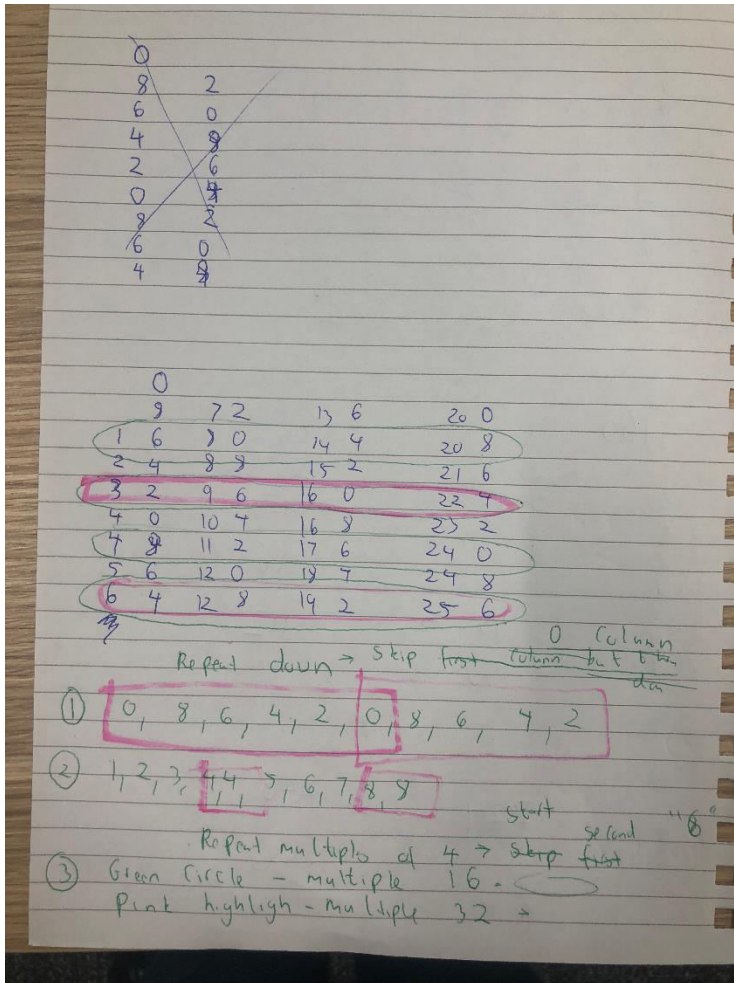 0
8 2
6 0
4 8
2 6
0 4
8 2
6 0
4
0
8 7 2 13 6 20 0
1 6 8 0 14 4 20 8
2 4 8 8 15 2 21 6
3 2 9 6 16 0 22 4
4 0 10 4 16 8 23 2
4 8 11 2 17 6 24 0
5 6 12 0 18 4 24 8
6 4 12 8 19 2 25 6
0 column
Repeat down → skip first column but then
① 0, 8, 6, 4, 2, 0, 8, 6, 4, 2
② 1, 2, 3, 4, 4, 5, 6, 7, 8, 8
start second "6"
Repeat multiple of 4 → skip first
③ Green Circle - multiple 16.
Pink highligh - multiple 32